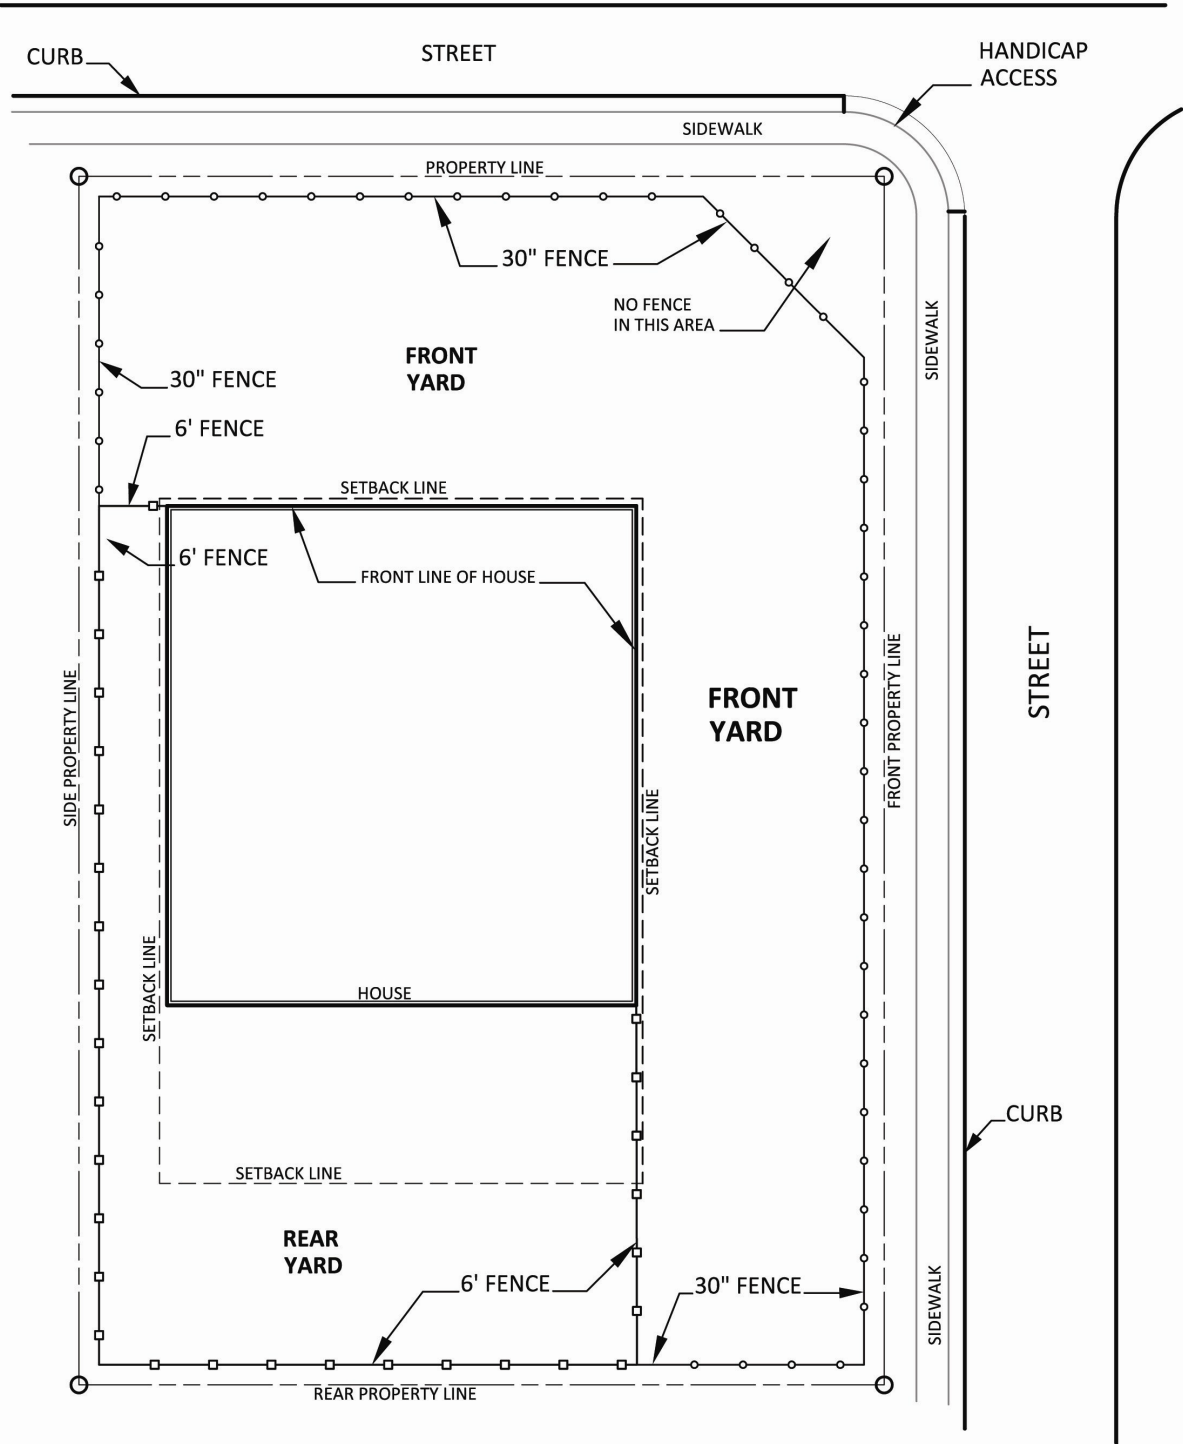 STREET
CURB
HANDICAP
ACCESS
SIDEWALK
PROPERTY LINE
30" FENCE
NO FENCE
IN THIS AREA
SIDEWALK
FRONT
YARD
30" FENCE
6' FENCE
SETBACK LINE
6' FENCE
FRONT LINE OF HOUSE
STREET
FRONT PROPERTY LINE
SIDE PROPERTY LINE
FRONT
YARD
SETBACK LINE
SETBACK LINE
HOUSE
CURB
SETBACK LINE
REAR
YARD
6' FENCE
30" FENCE
SIDEWALK
REAR PROPERTY LINE